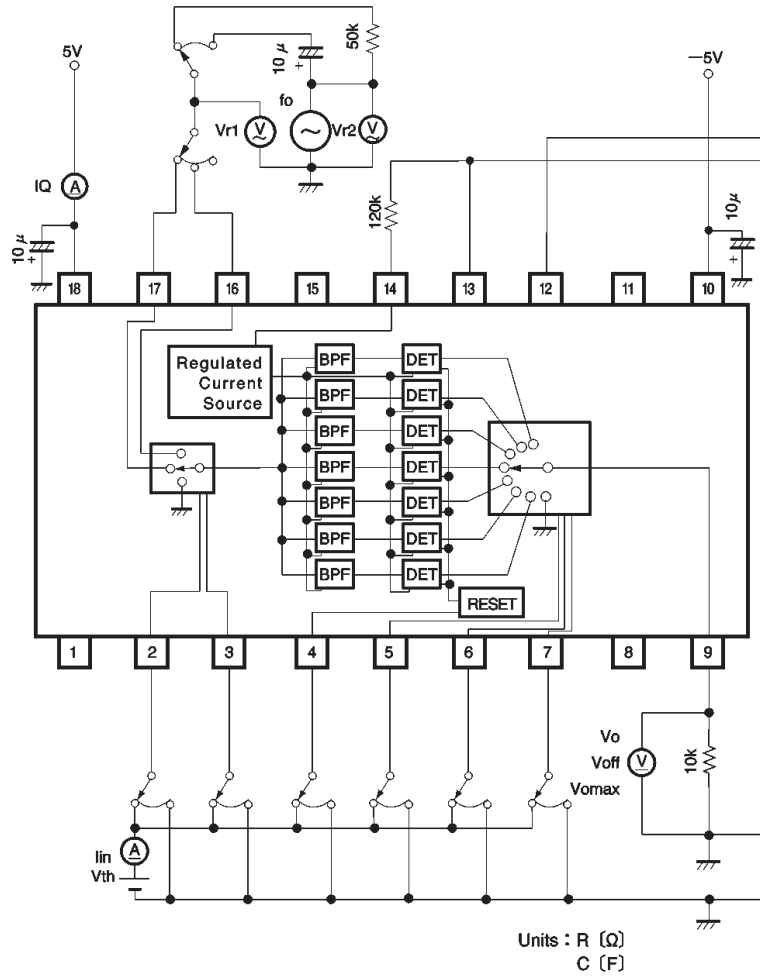 5V
50k
10μ
+
−5V
fo
V
~
Vr1
~
Vr2
V
~
IQ
A
10μ
+
120k
10μ
+
18
17
16
15
14
13
12
11
10
Regulated
Current
Source
BPF
DET
BPF
DET
BPF
DET
BPF
DET
BPF
DET
BPF
DET
BPF
DET
RESET
1
2
3
4
5
6
7
8
9
Vo
Voff
Vomax
V
10k
A
Iin
Vth
Units : R [Ω]
C [F]